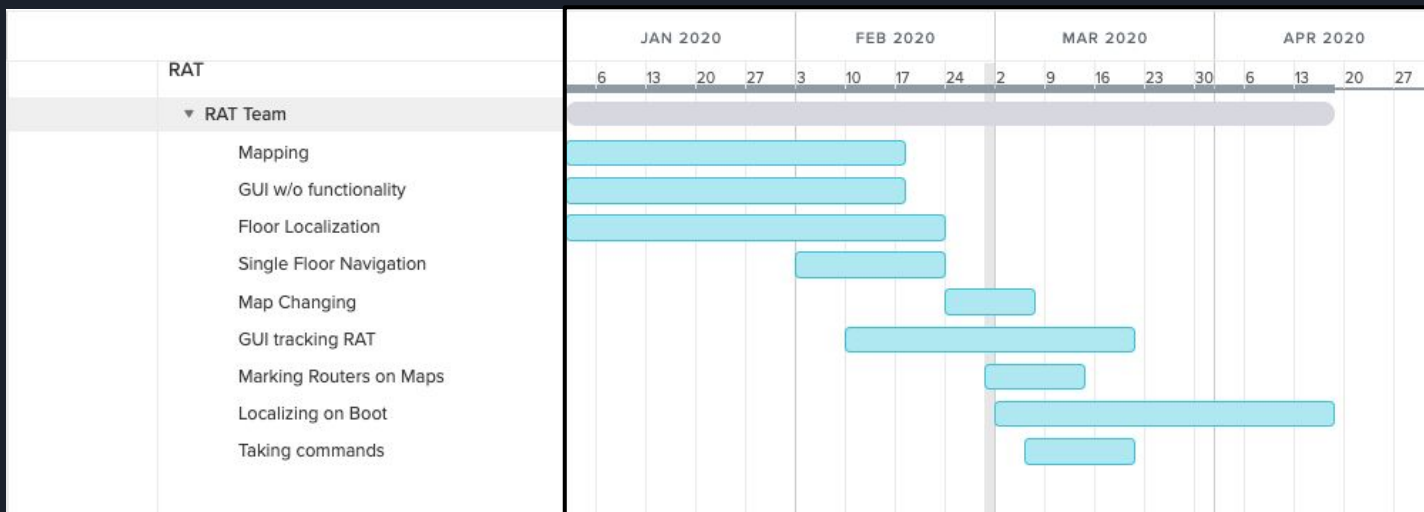 JAN 2020 FEB 2020 MAR 2020 APR 2020
RAT
6 13 20 27 3 10 17 24 2 9 16 23 30 6 13 20 27
RAT Team
Mapping
GUI w/o functionality
Floor Localization
Single Floor Navigation
Map Changing
GUI tracking RAT
Marking Routers on Maps
Localizing on Boot
Taking commands